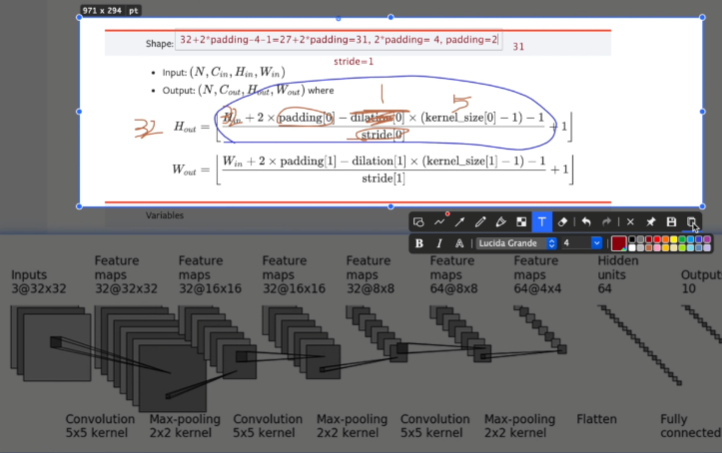 971 x 294 pt
Shape: 32+2*padding-4-1=27+2*padding=31, 2*padding= 4, padding=2 31
stride=1
• Input: (N, C_in, H_in, W_in)
• Output: (N, C_out, H_out, W_out) where
1 5
32 H_out = ⌊(H_in + 2 × padding[0] − dilation[0] × (kernel_size[0] − 1) − 1)/stride[0] + 1⌋
W_out = ⌊(W_in + 2 × padding[1] − dilation[1] × (kernel_size[1] − 1) − 1)/stride[1] + 1⌋
Variables
B I A Lucida Grande 4
Inputs 3@32x32
Feature maps 32@32x32
Feature maps 32@16x16
Feature maps 32@16x16
Feature maps 32@8x8
Feature maps 64@8x8
Feature maps 64@4x4
Hidden units 64
Output 10
Convolution 5x5 kernel
Max-pooling 2x2 kernel
Convolution 5x5 kernel
Max-pooling 2x2 kernel
Convolution 5x5 kernel
Max-pooling 2x2 kernel
Flatten
Fully connected